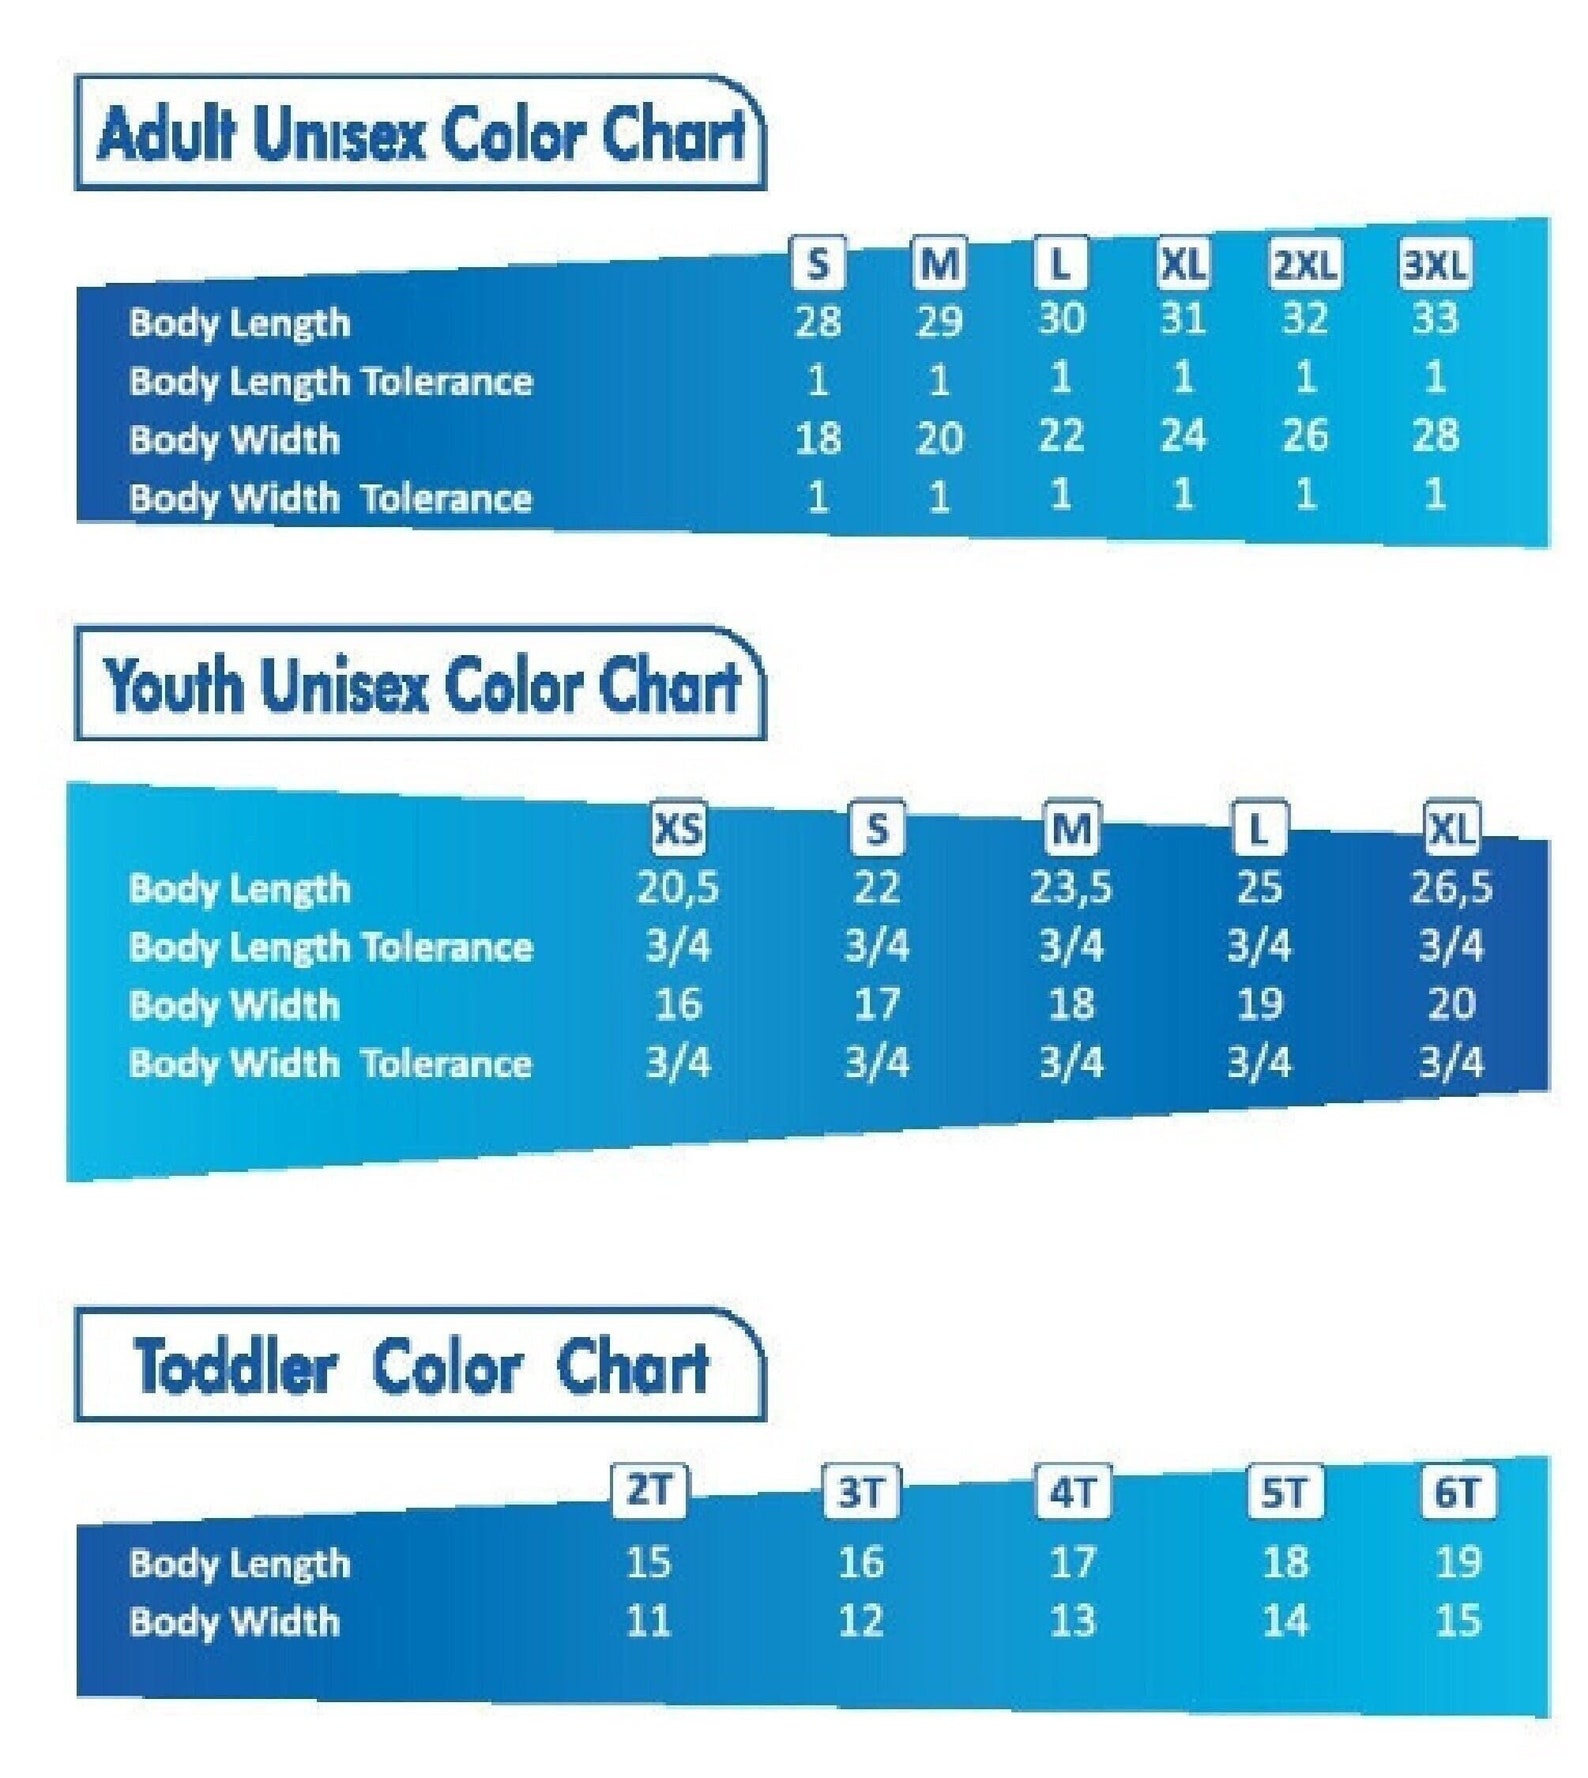 Adult Unısex Color Chart
S M L XL 2XL 3XL
Body Length 28 29 30 31 32 33
Body Length Tolerance 1 1 1 1 1 1
Body Width 18 20 22 24 26 28
Body Width Tolerance 1 1 1 1 1 1
Youth Unisex Color Chart
XS S M L XL
Body Length 20,5 22 23,5 25 26,5
Body Length Tolerance 3/4 3/4 3/4 3/4 3/4
Body Width 16 17 18 19 20
Body Width Tolerance 3/4 3/4 3/4 3/4 3/4
Toddler Color Chart
2T 3T 4T 5T 6T
Body Length 15 16 17 18 19
Body Width 11 12 13 14 15